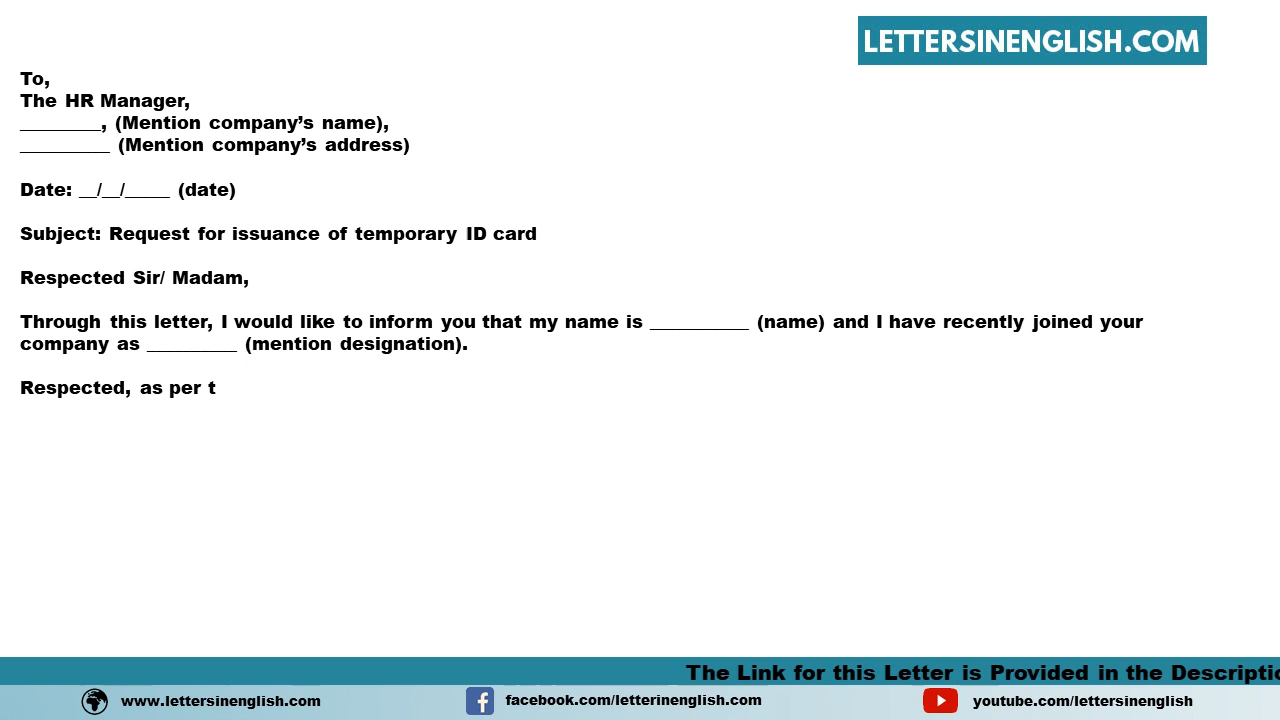 LETTERSINENGLISH.COM
To,
The HR Manager,
_________, (Mention company's name),
__________ (Mention company's address)
Date: __/__/_____ (date)
Subject: Request for issuance of temporary ID card
Respected Sir/ Madam,
Through this letter, I would like to inform you that my name is ___________ (name) and I have recently joined your
company as __________ (mention designation).
Respected, as per t
The Link for this Letter is Provided in the Descriptio
www.lettersinenglish.com
facebook.com/letterinenglish.com
youtube.com/lettersinenglish